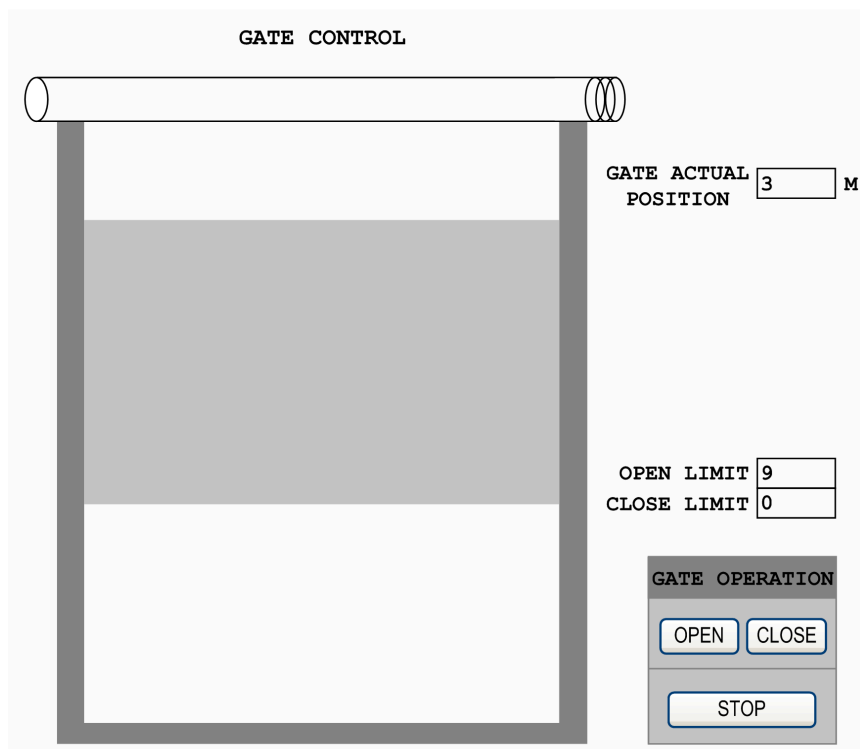 GATE CONTROL
GATE ACTUAL
POSITION
3
M
OPEN LIMIT 9
CLOSE LIMIT 0
GATE OPERATION
OPEN CLOSE
STOP